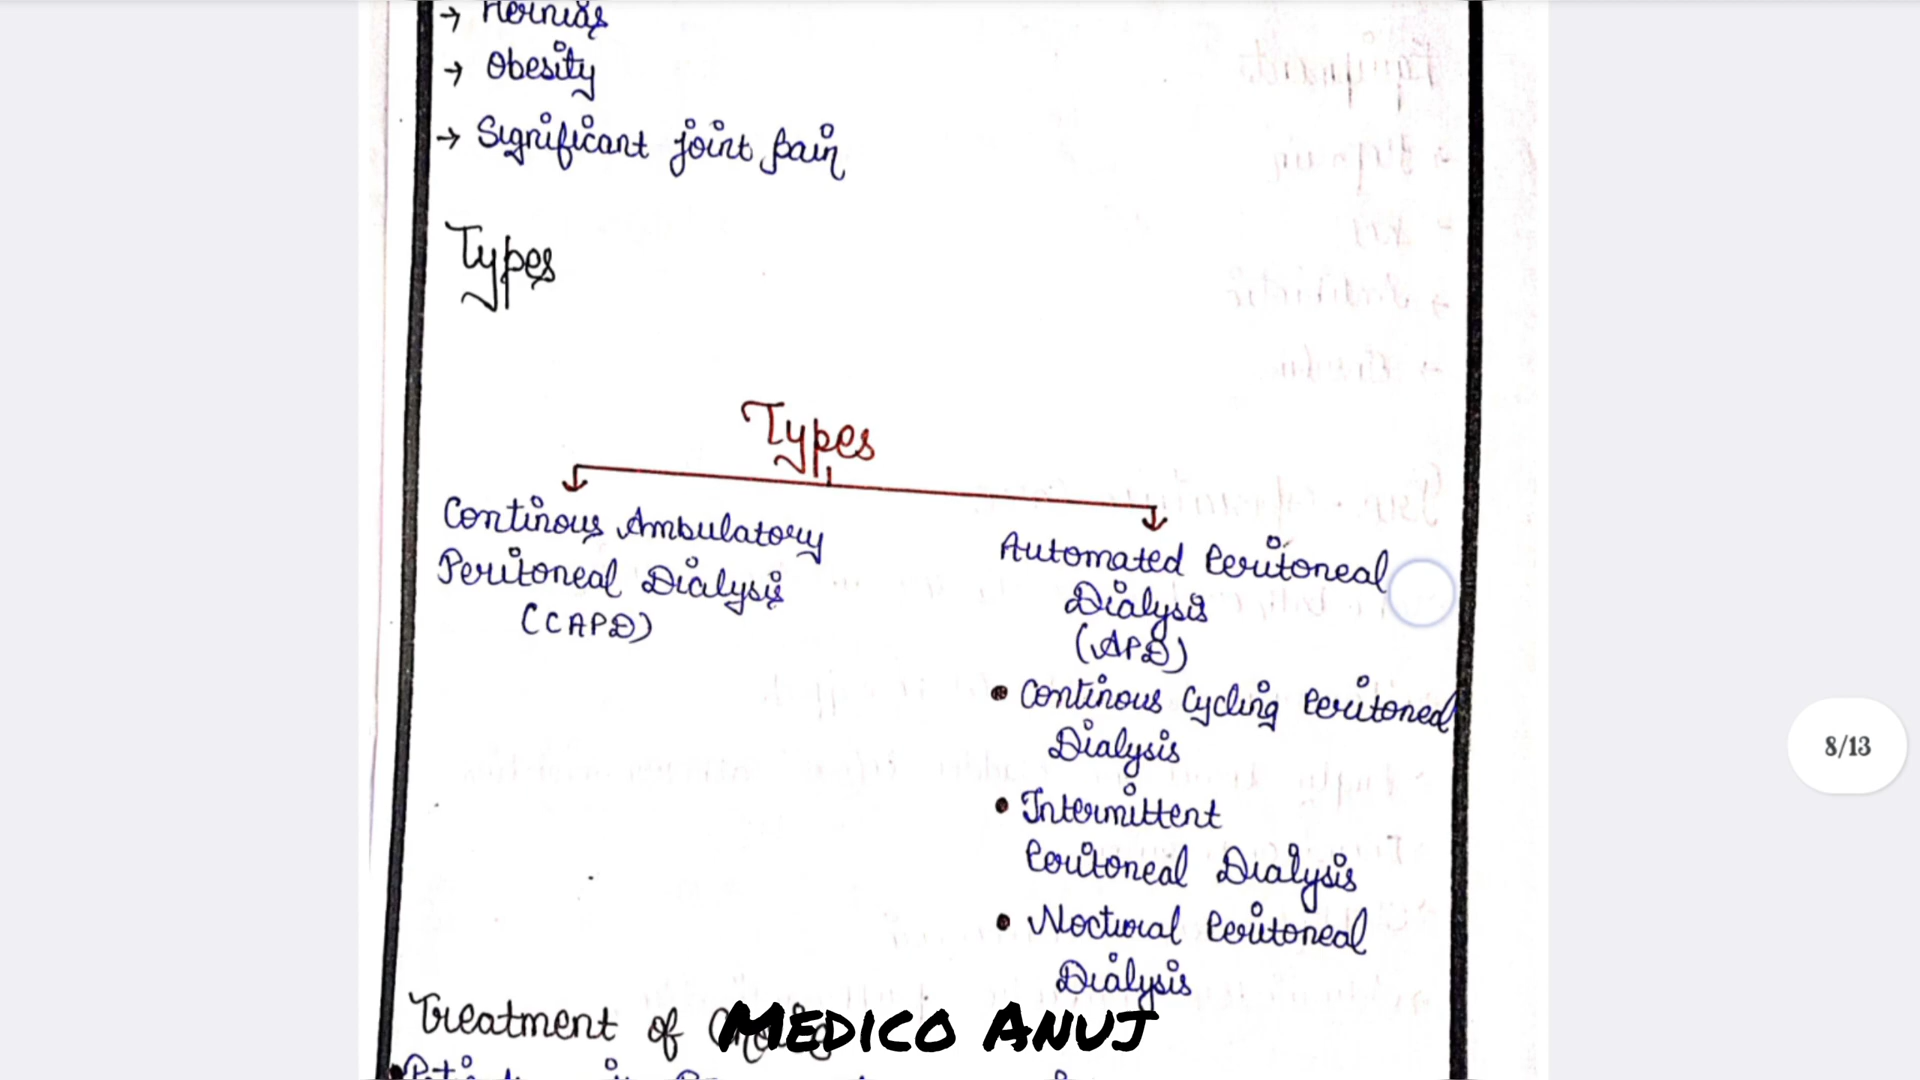 → Hernias
→ Obesity
→ Significant joint pain
Types
Types
Continous Ambulatory
Peritoneal Dialysis
(CAPD)
Automated Peritoneal
Dialysis
(APD)
• Continous Cycling Peritoneal
Dialysis
• Intermittent
Peritoneal Dialysis
• Noctural Peritoneal
Dialysis
8/13
Treatment of
MEDICO ANUJ